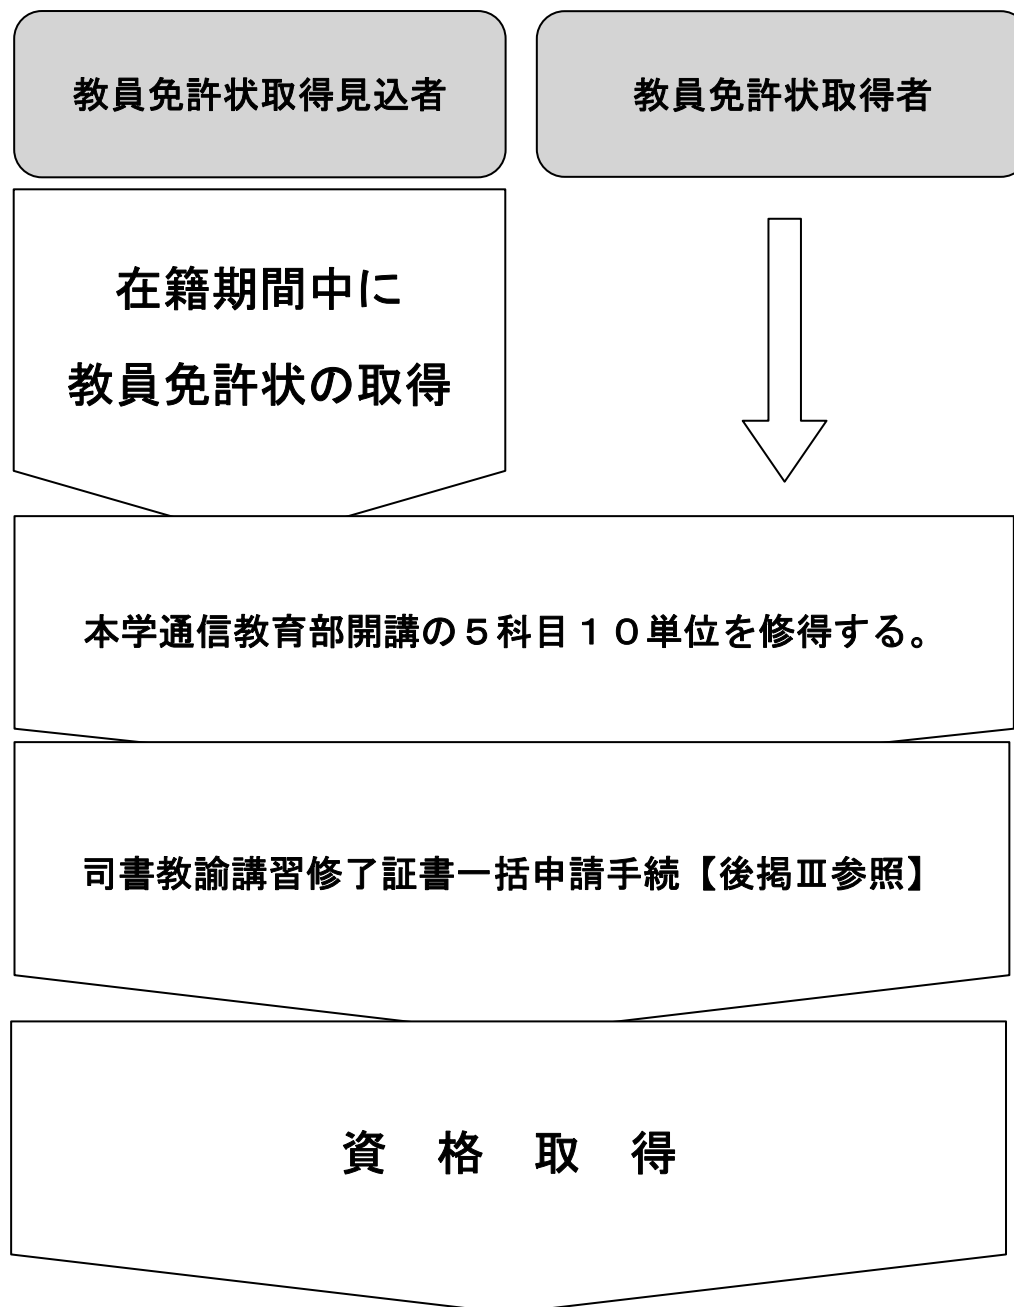 教員免許状取得見込者
教員免許状取得者
在籍期間中に
教員免許状の取得
本学通信教育部開講の５科目１０単位を修得する。
司書教諭講習修了証書一括申請手続【後掲Ⅲ参照】
資　格　取　得